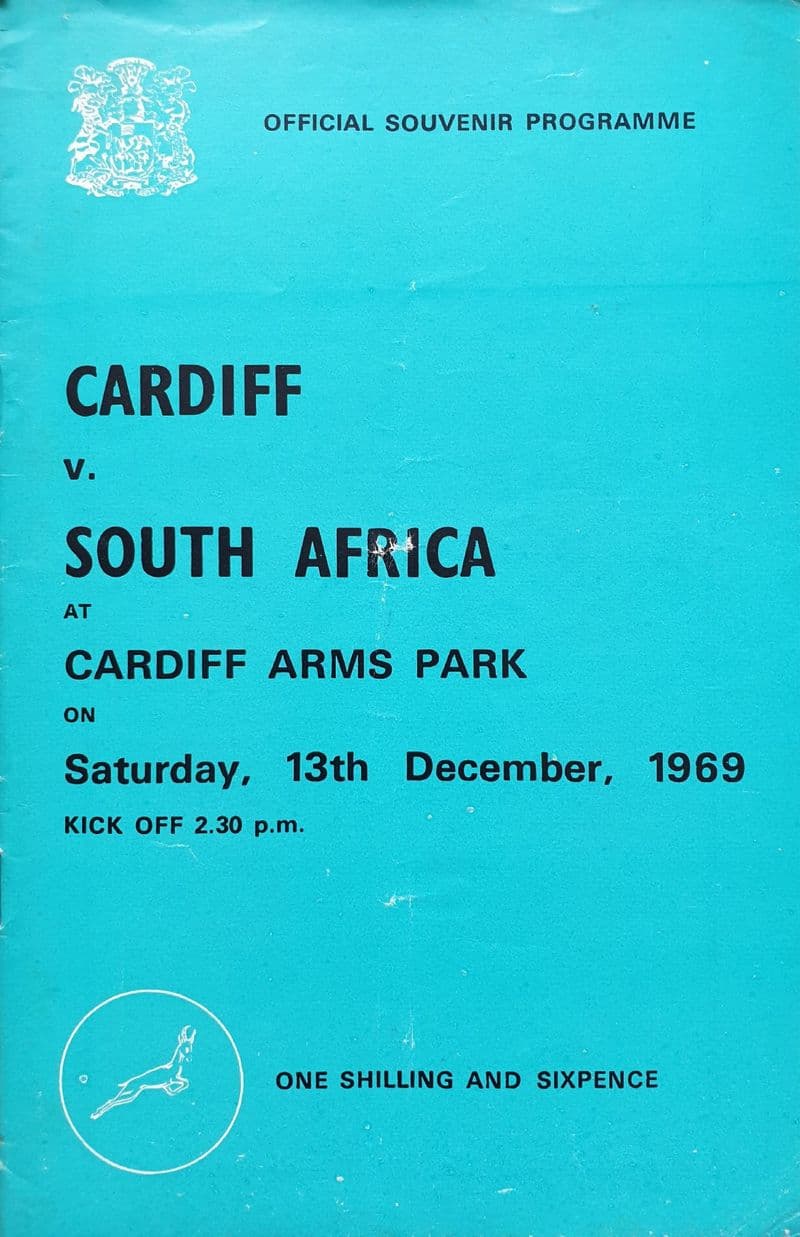 OFFICIAL SOUVENIR PROGRAMME
CARDIFF
v.
SOUTH AFRICA
AT
CARDIFF ARMS PARK
ON
Saturday, 13th December, 1969
KICK OFF 2.30 p.m.
ONE SHILLING AND SIXPENCE